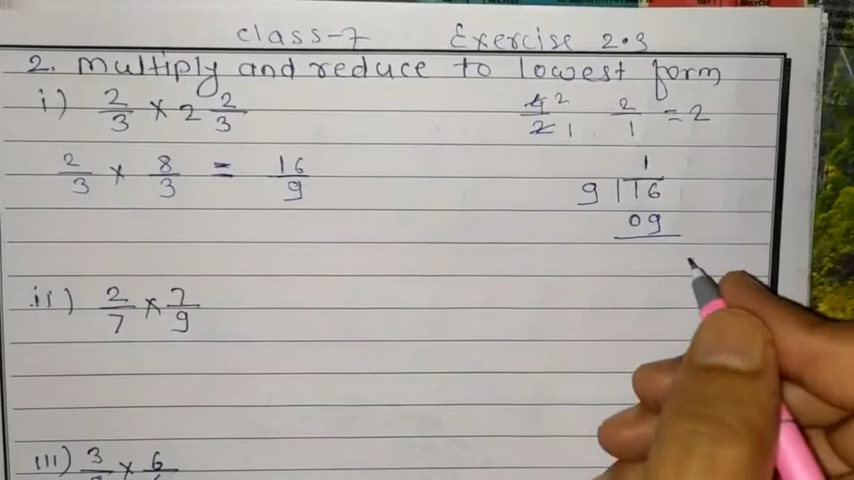 class-7 Exercise 2.3
2. Multiply and reduce to lowest form
i) 2/3 × 2 2/3
4/2 2 1 2/1 = 2
2/3 × 8/3 = 16/9
1
9 16
09
ii) 2/7 × 7/9
iii) 3 × 6